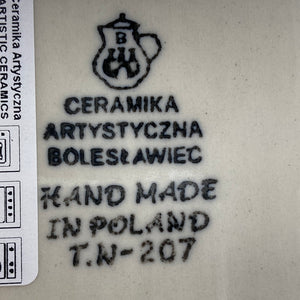 Ceramika Artystyczna
ARTISTIC CERAMICS
B
CERAMIKA
ARTYSTYCZNA
BOLESŁAWIEC
HAND MADE
IN POLAND
T.N-207